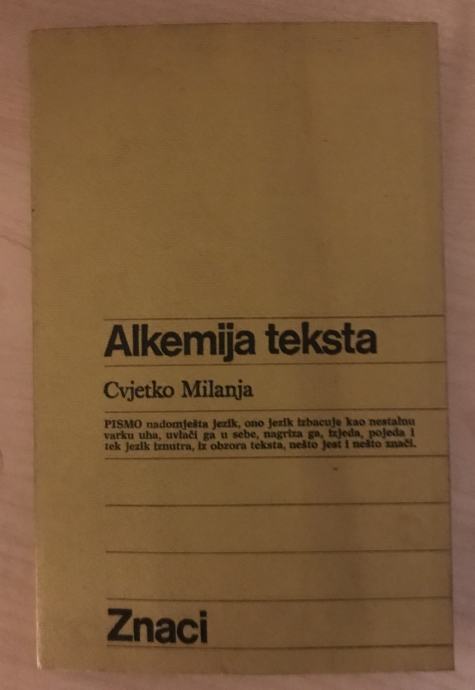 Alkemija teksta
Cvjetko Milanja
PISMO nadomješta jezik, ono jezik izbacuje kao nestalnu
varku uha, uvlači ga u sebe, nagriza ga, izjeda, pojeda i
tek jezik iznutra, iz obzora teksta, nešto jest i nešto znači.
Znaci